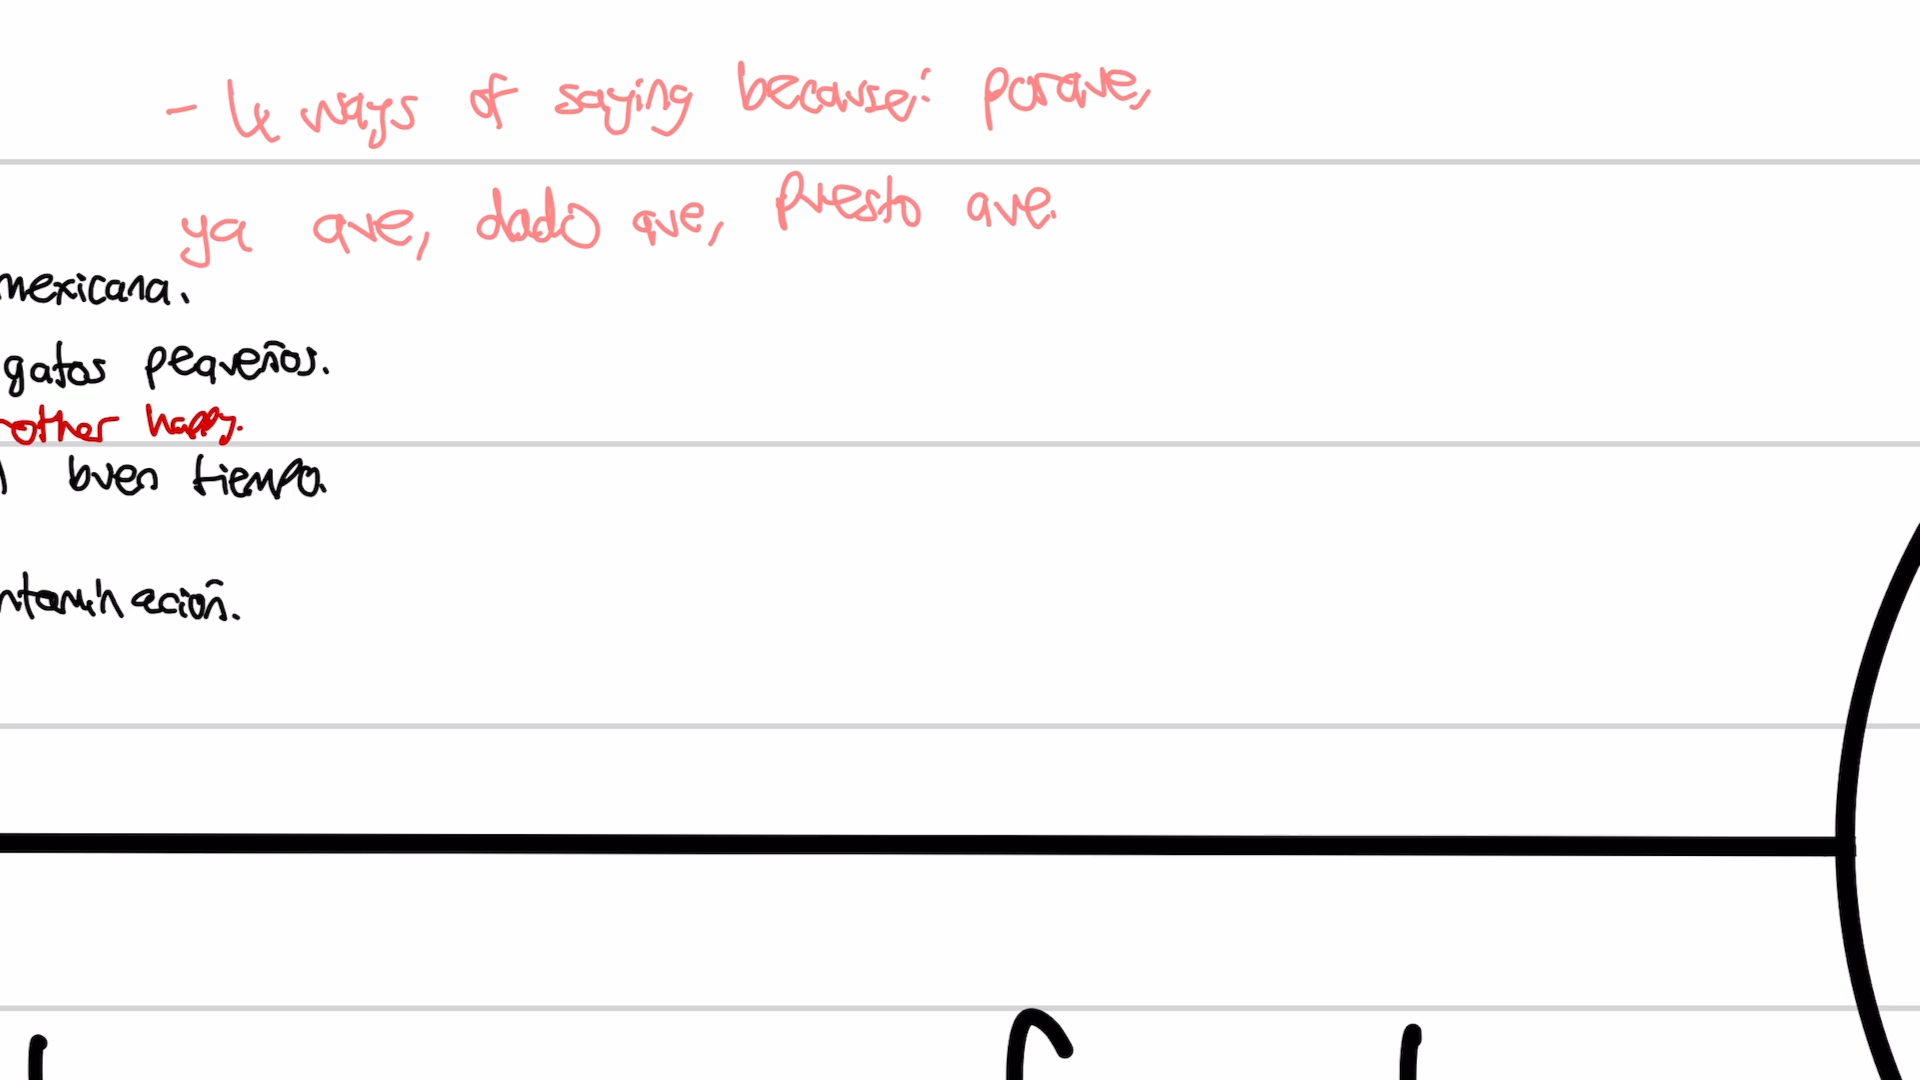 - 4 ways of saying because: porque,
ya que, dado que, puesto que.
mexicana.
gatos pequeños.
other happy.
buen tiempo.
ntaminación.